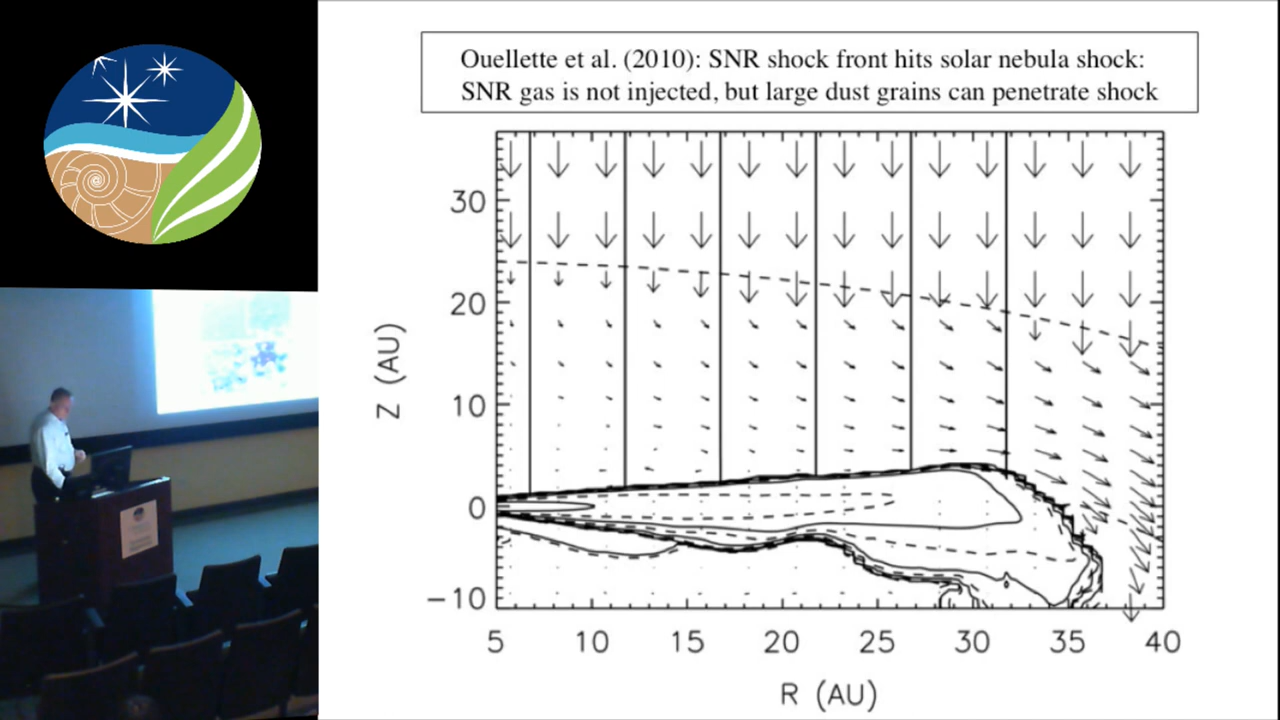 Ouellette et al. (2010): SNR shock front hits solar nebula shock:
SNR gas is not injected, but large dust grains can penetrate shock
30
20
10
0
−10
Z (AU)
5 10 15 20 25 30 35 40
R (AU)